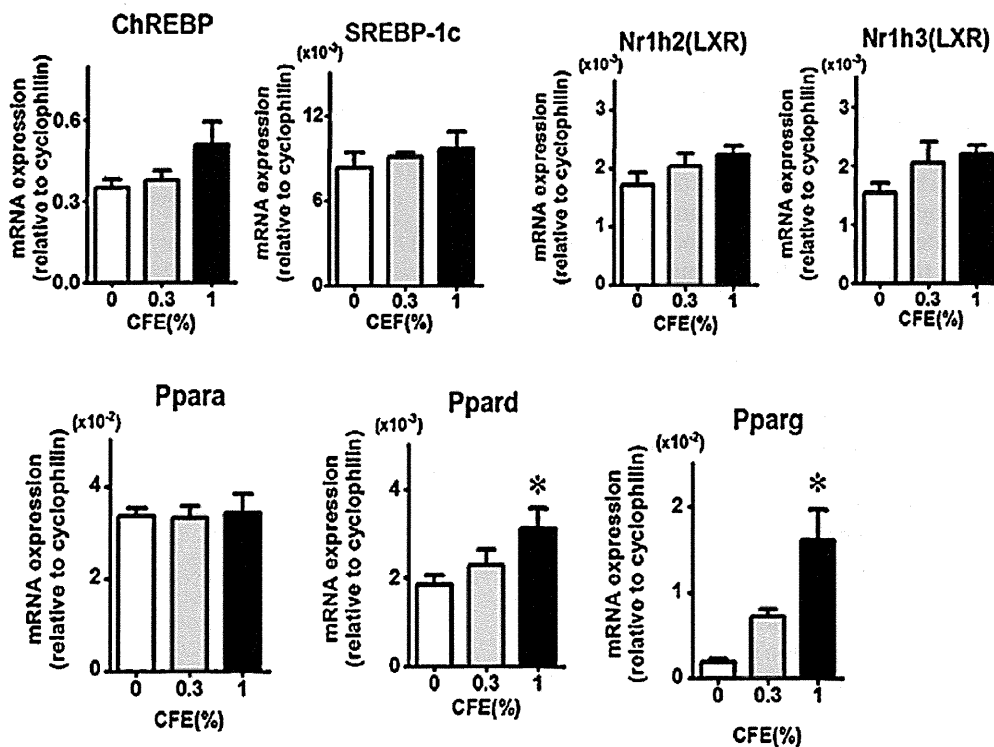 ChREBP
mRNA expression
(relative to cyclophilin)
0.6
0.3
0.0
0 0.3 1
CFE(%)
SREBP-1c
(x10-3)
mRNA expression
(relative to cyclophilin)
12
6
0
0 0.3 1
CEF(%)
Nr1h2(LXR)
(x10-3)
mRNA expression
(relative to cyclophilin)
3
2
1
0
0 0.3 1
CFE(%)
Nr1h3(LXR)
(x10-3)
mRNA expression
(relative to cyclophilin)
3
2
1
0
0 0.3 1
CFE(%)
Ppara
(x10-2)
mRNA expression
(relative to cyclophilin)
4
2
0
0 0.3 1
CFE(%)
Ppard
(x10-3)
mRNA expression
(relative to cyclophilin)
4
2
0
*
0 0.3 1
CFE(%)
Pparg
(x10-2)
mRNA expression
(rolative to cyclophilin)
2
1
0
*
0 0.3 1
CFE(%)